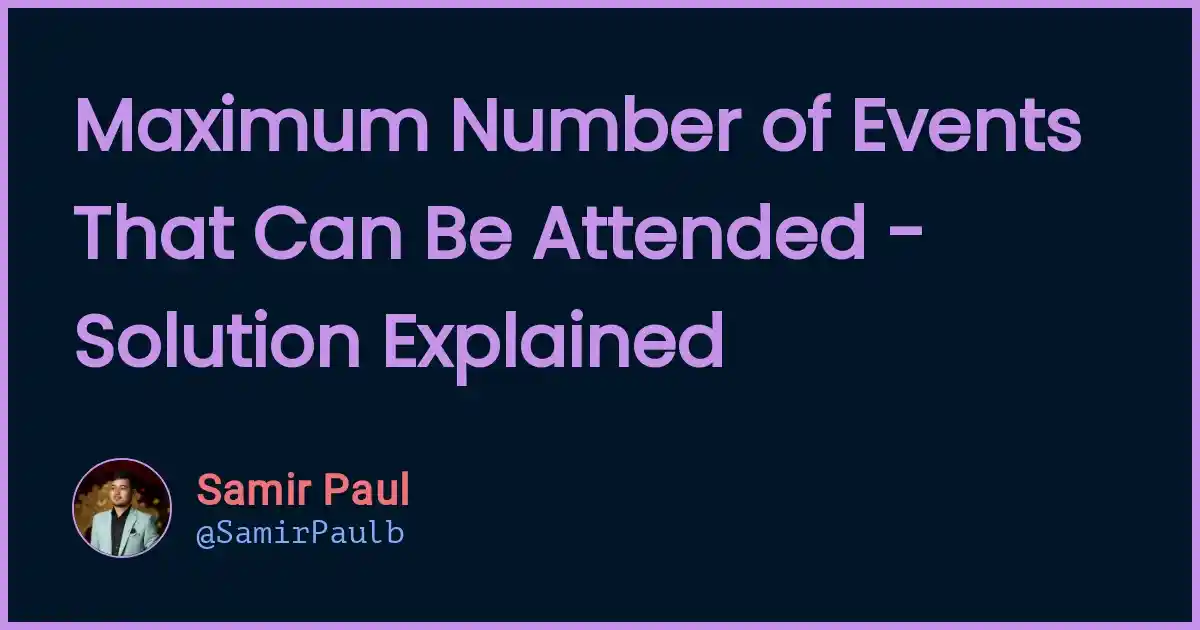 Maximum Number of Events
That Can Be Attended -
Solution Explained
Samir Paul
@SamirPaulb